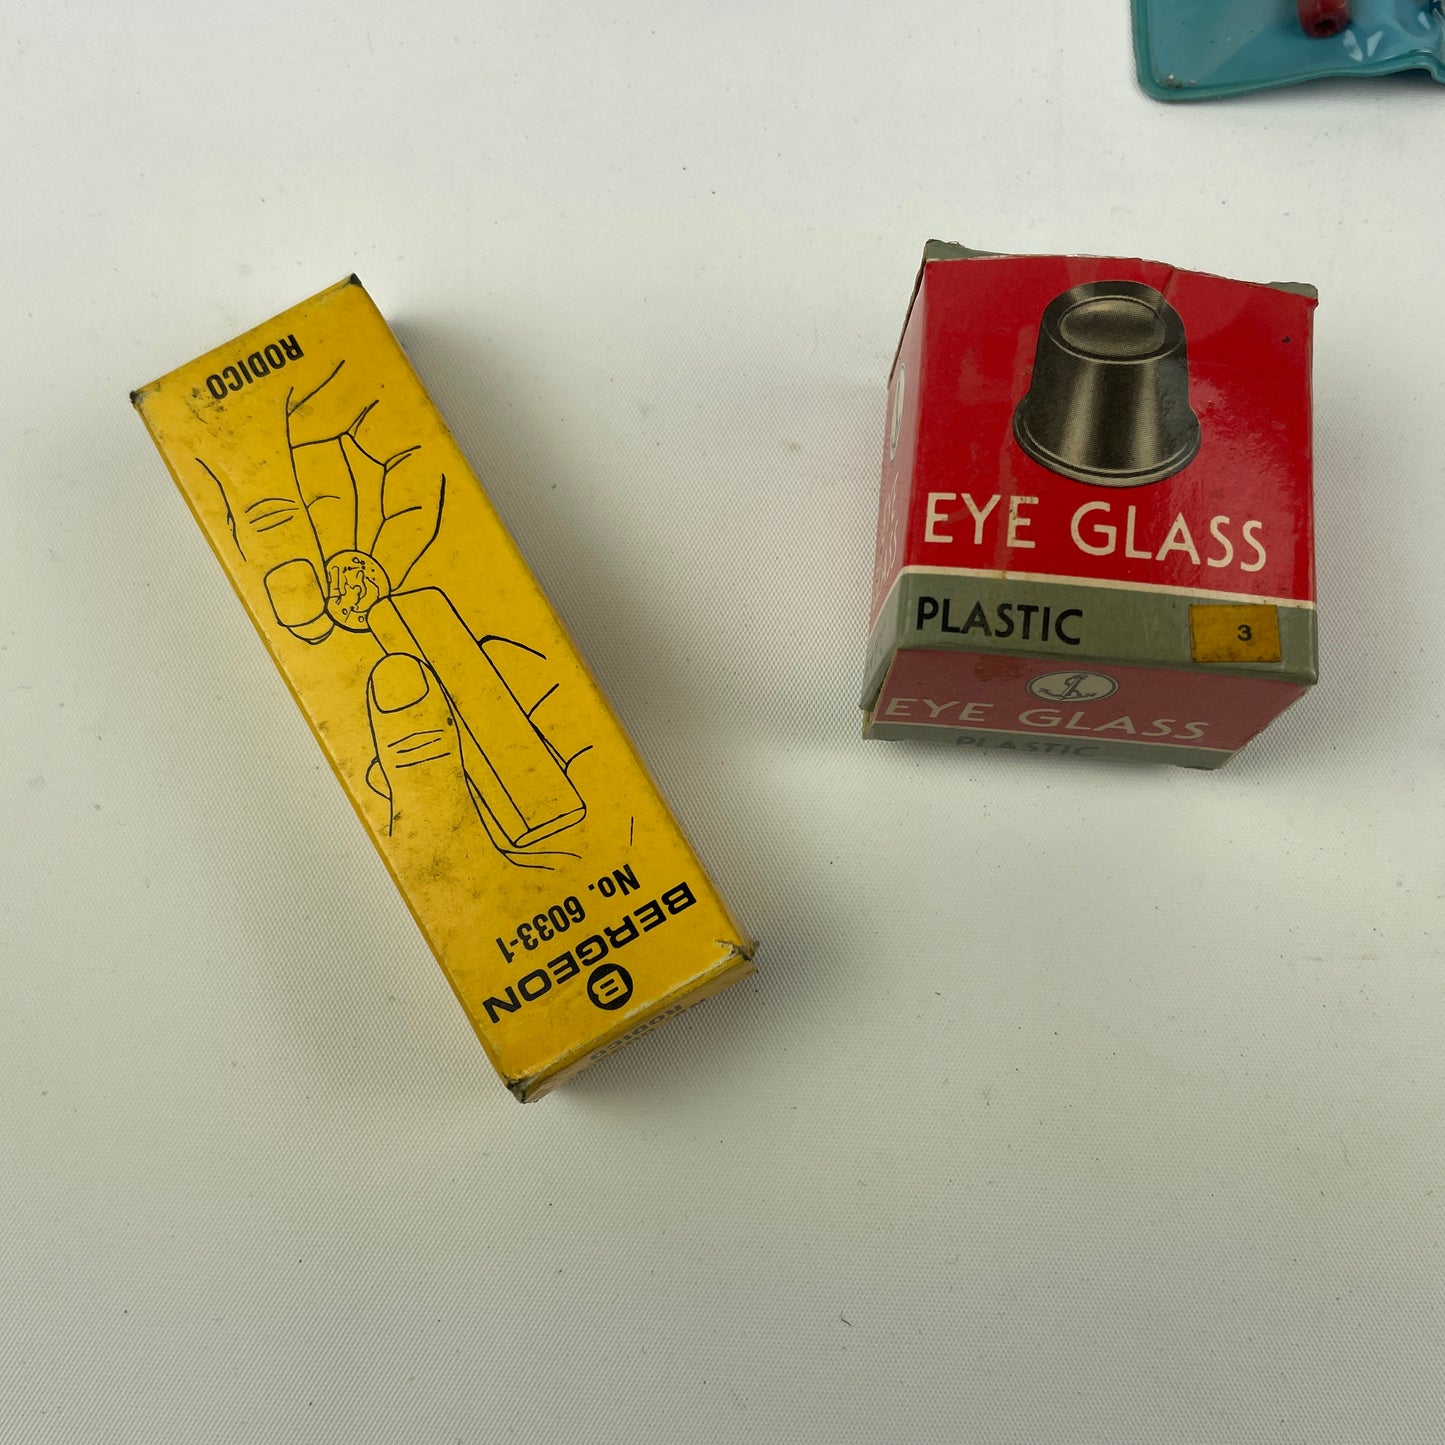 RODICO
No. 6033-1
BERGEON
B
RODICO
EYE GLASS
PLASTIC
3
EYE GLASS
PLASTIC